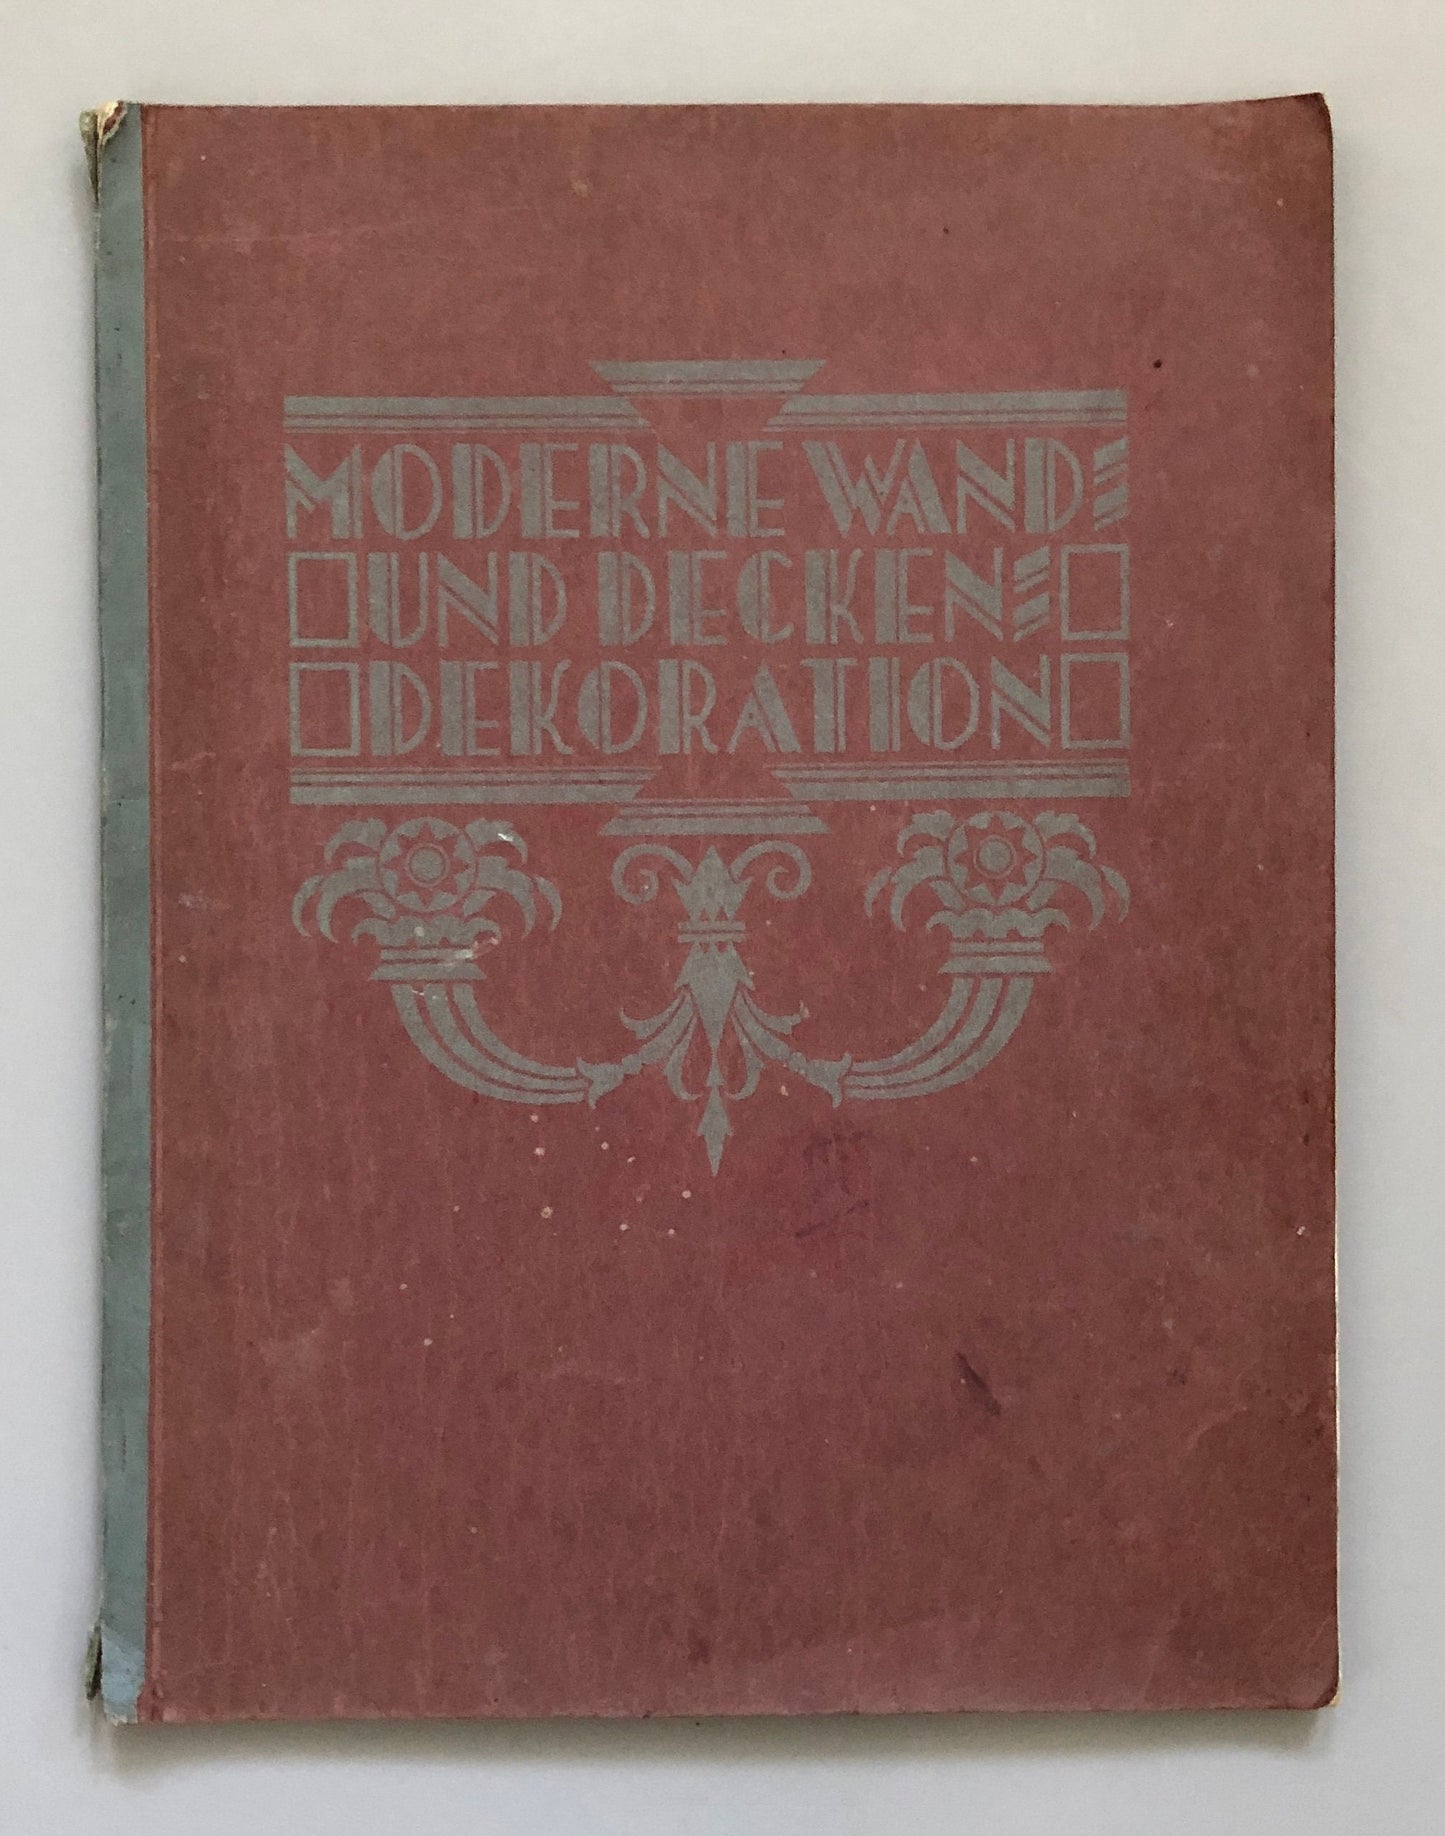 MODERNE WAND=
UND DECKEN=
DEKORATION